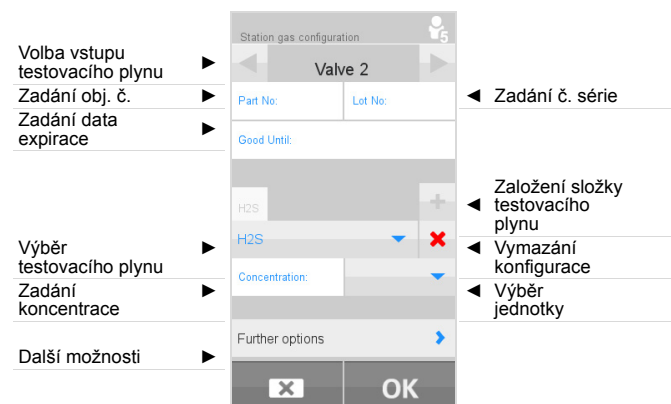 Station gas configuration
5
Volba vstupu
testovacího plynu
Valve 2
Zadání obj. č.
Part No:
Lot No:
Zadání č. série
Zadání data
expirace
Good Until:
H2S
Založení složky
testovacího
plynu
Výběr
testovacího plynu
H2S
Vymazání
konfigurace
Zadání
koncentrace
Concentration:
Výběr
jednotky
Další možnosti
Further options
OK